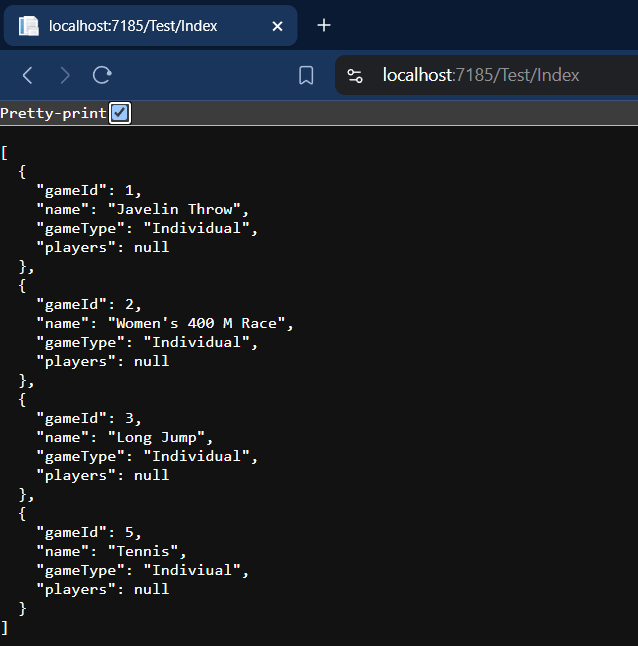 localhost:7185/Test/Index
localhost:7185/Test/Index
Pretty-print
[
  {
    "gameId": 1,
    "name": "Javelin Throw",
    "gameType": "Individual",
    "players": null
  },
  {
    "gameId": 2,
    "name": "Women's 400 M Race",
    "gameType": "Individual",
    "players": null
  },
  {
    "gameId": 3,
    "name": "Long Jump",
    "gameType": "Individual",
    "players": null
  },
  {
    "gameId": 5,
    "name": "Tennis",
    "gameType": "Indiviual",
    "players": null
  }
]